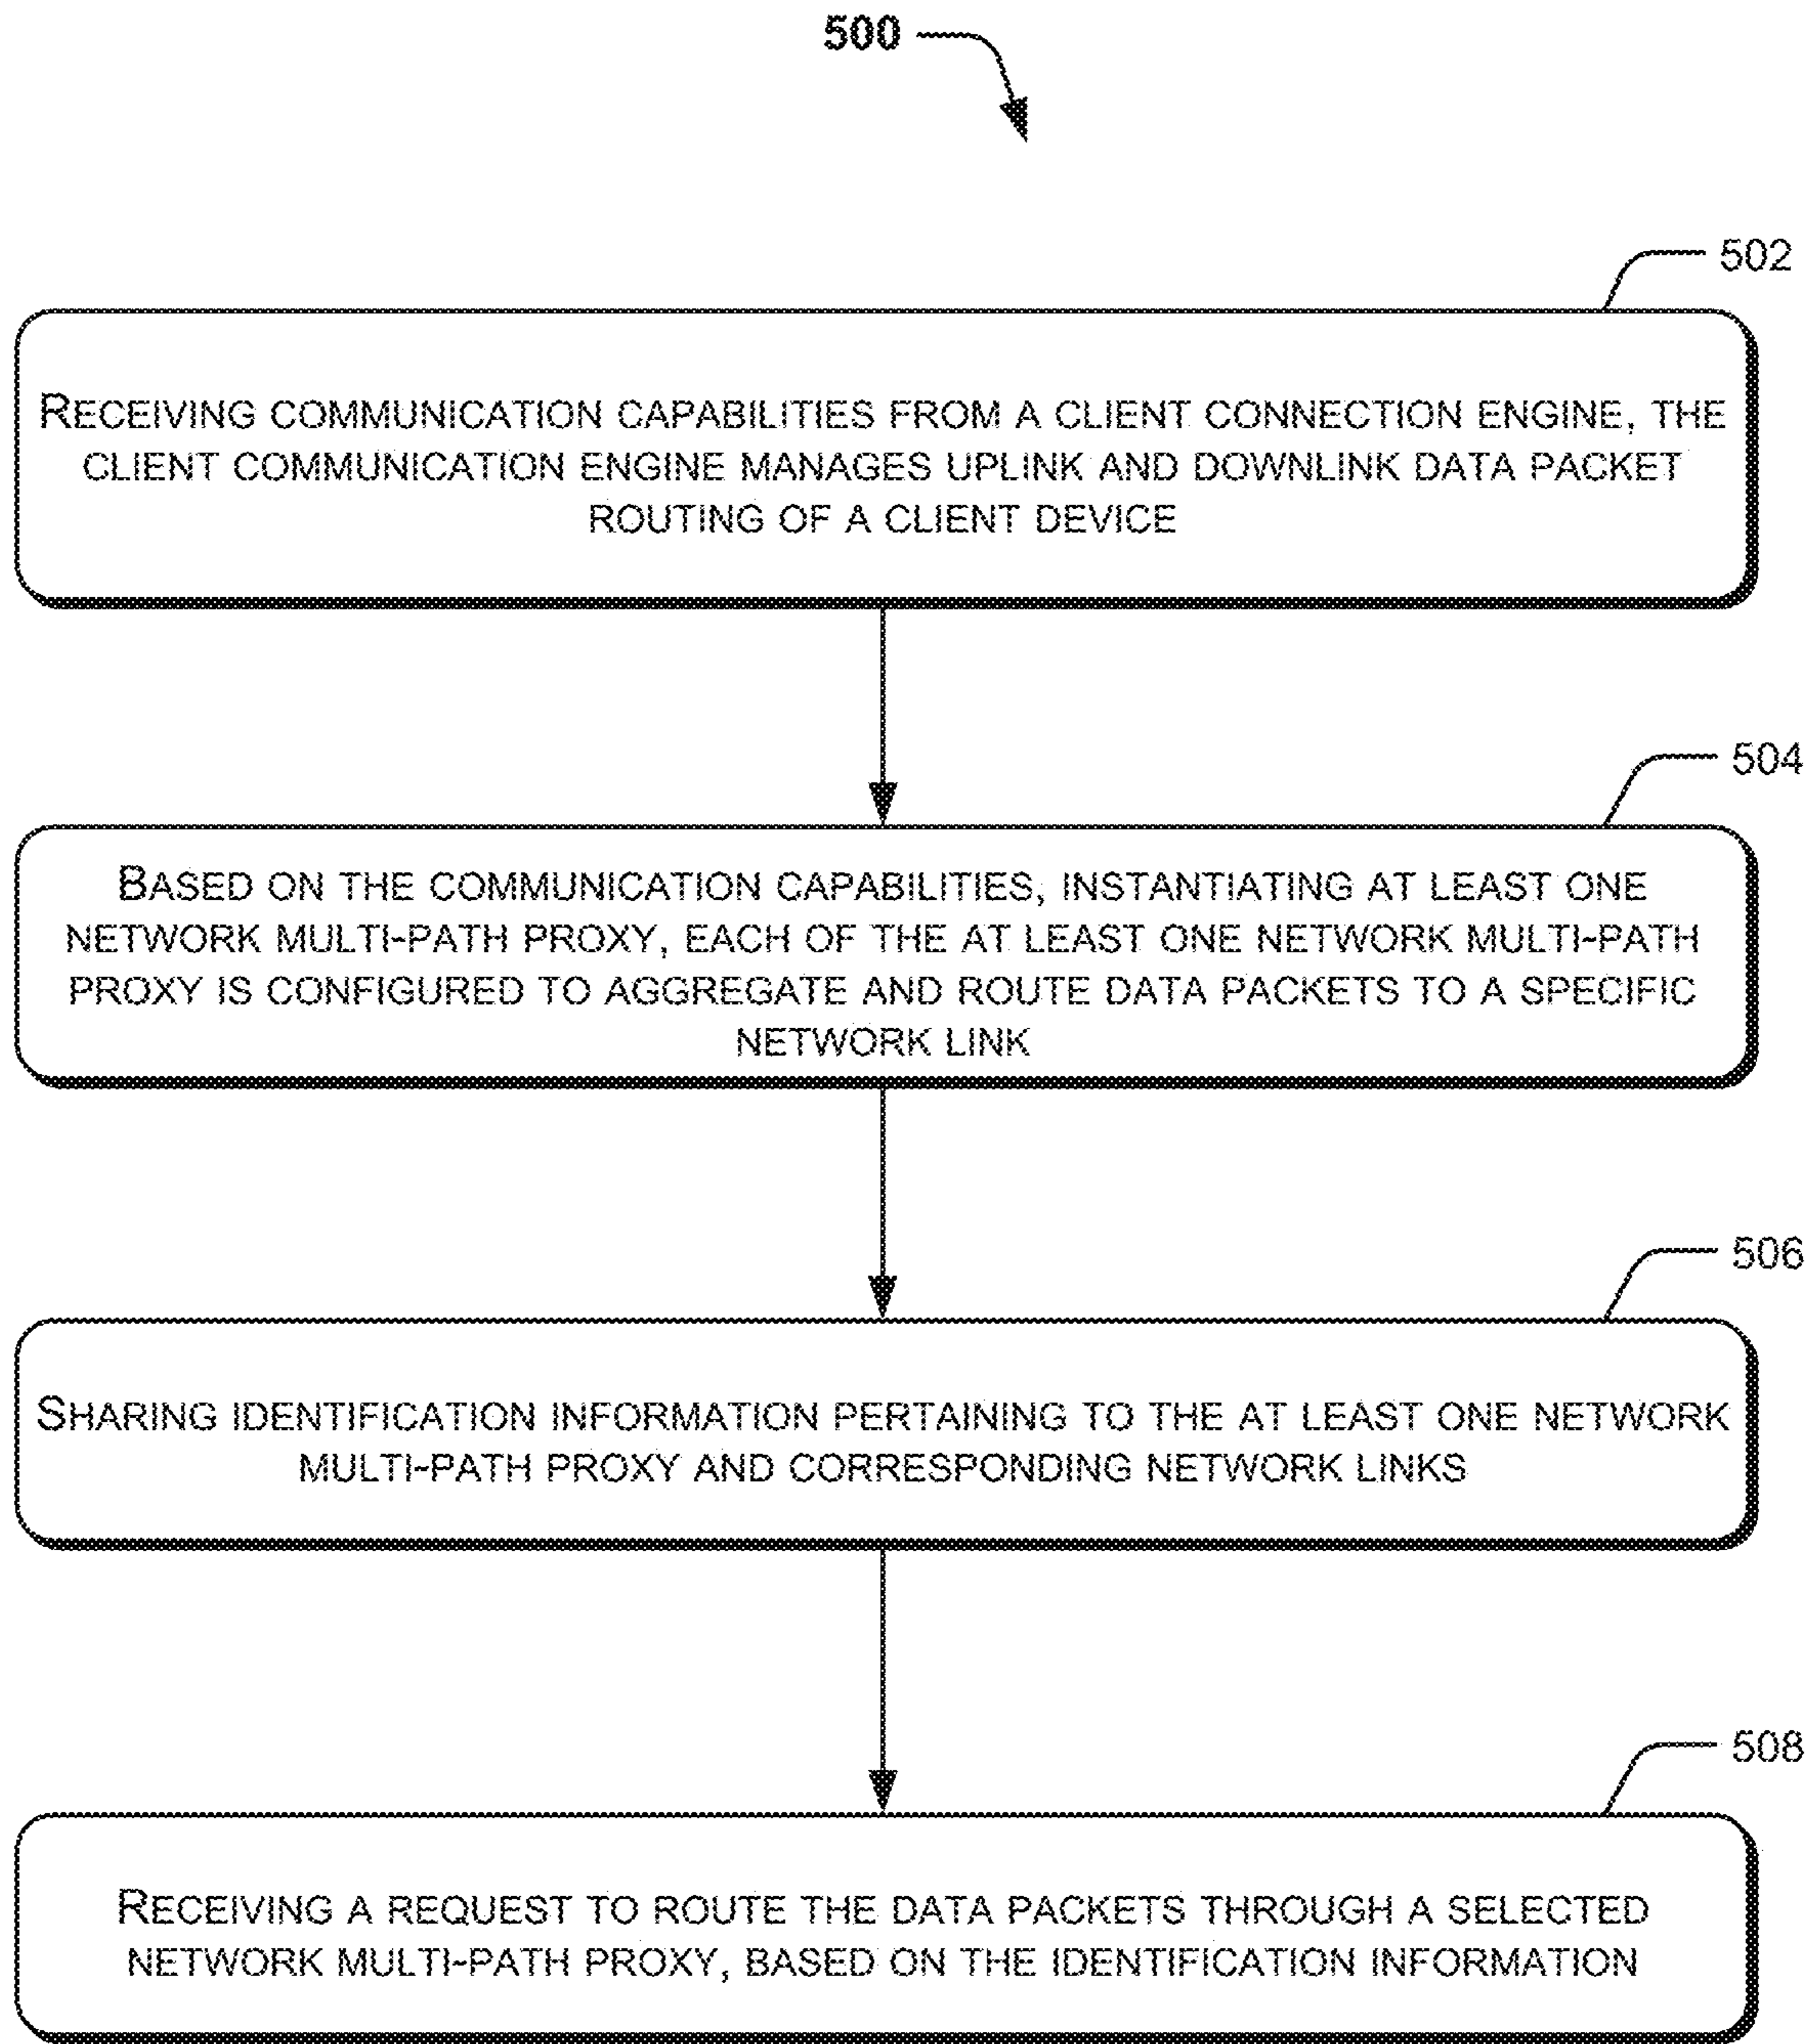 500
502
RECEIVING COMMUNICATION CAPABILITIES FROM A CLIENT CONNECTION ENGINE, THE
CLIENT COMMUNICATION ENGINE MANAGES UPLINK AND DOWNLINK DATA PACKET
ROUTING OF A CLIENT DEVICE
504
BASED ON THE COMMUNICATION CAPABILITIES, INSTANTIATING AT LEAST ONE
NETWORK MULTI-PATH PROXY, EACH OF THE AT LEAST ONE NETWORK MULTI-PATH
PROXY IS CONFIGURED TO AGGREGATE AND ROUTE DATA PACKETS TO A SPECIFIC
NETWORK LINK
506
SHARING IDENTIFICATION INFORMATION PERTAINING TO THE AT LEAST ONE NETWORK
MULTI-PATH PROXY AND CORRESPONDING NETWORK LINKS
508
RECEIVING A REQUEST TO ROUTE THE DATA PACKETS THROUGH A SELECTED
NETWORK MULTI-PATH PROXY, BASED ON THE IDENTIFICATION INFORMATION